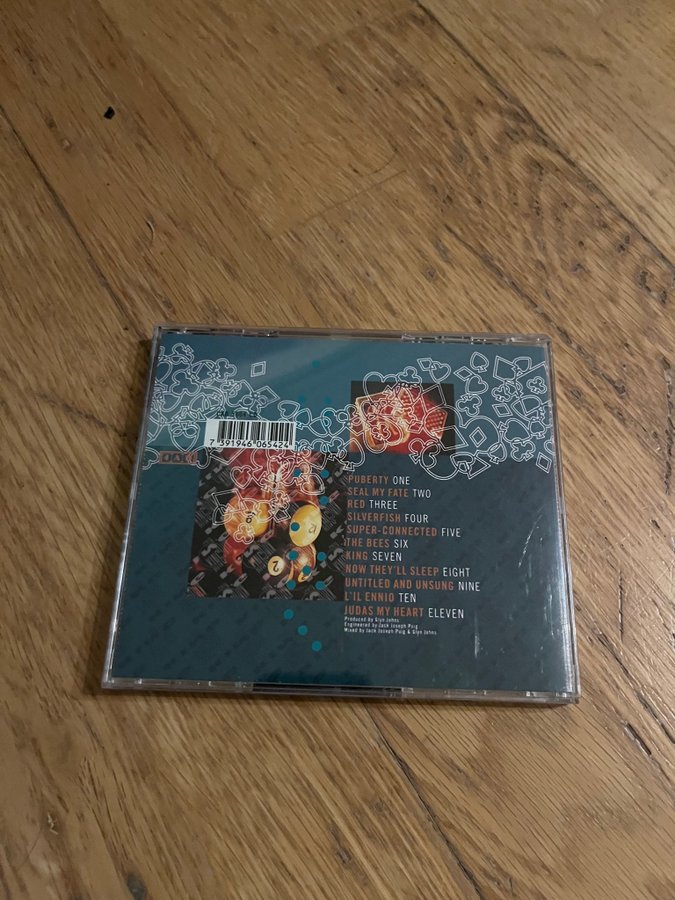 7 391946 065424
PUBERTY ONE
SEAL MY FATE TWO
RED THREE
SILVERFISH FOUR
SUPER-CONNECTED FIVE
THE BEES SIX
KING SEVEN
NOW THEY'LL SLEEP EIGHT
UNTITLED AND UNSUNG NINE
L'IL ENNIO TEN
JUDAS MY HEART ELEVEN
Produced by Glyn Johns
Engineered by Jack Joseph Puig
Mixed by Jack Joseph Puig & Glyn Johns